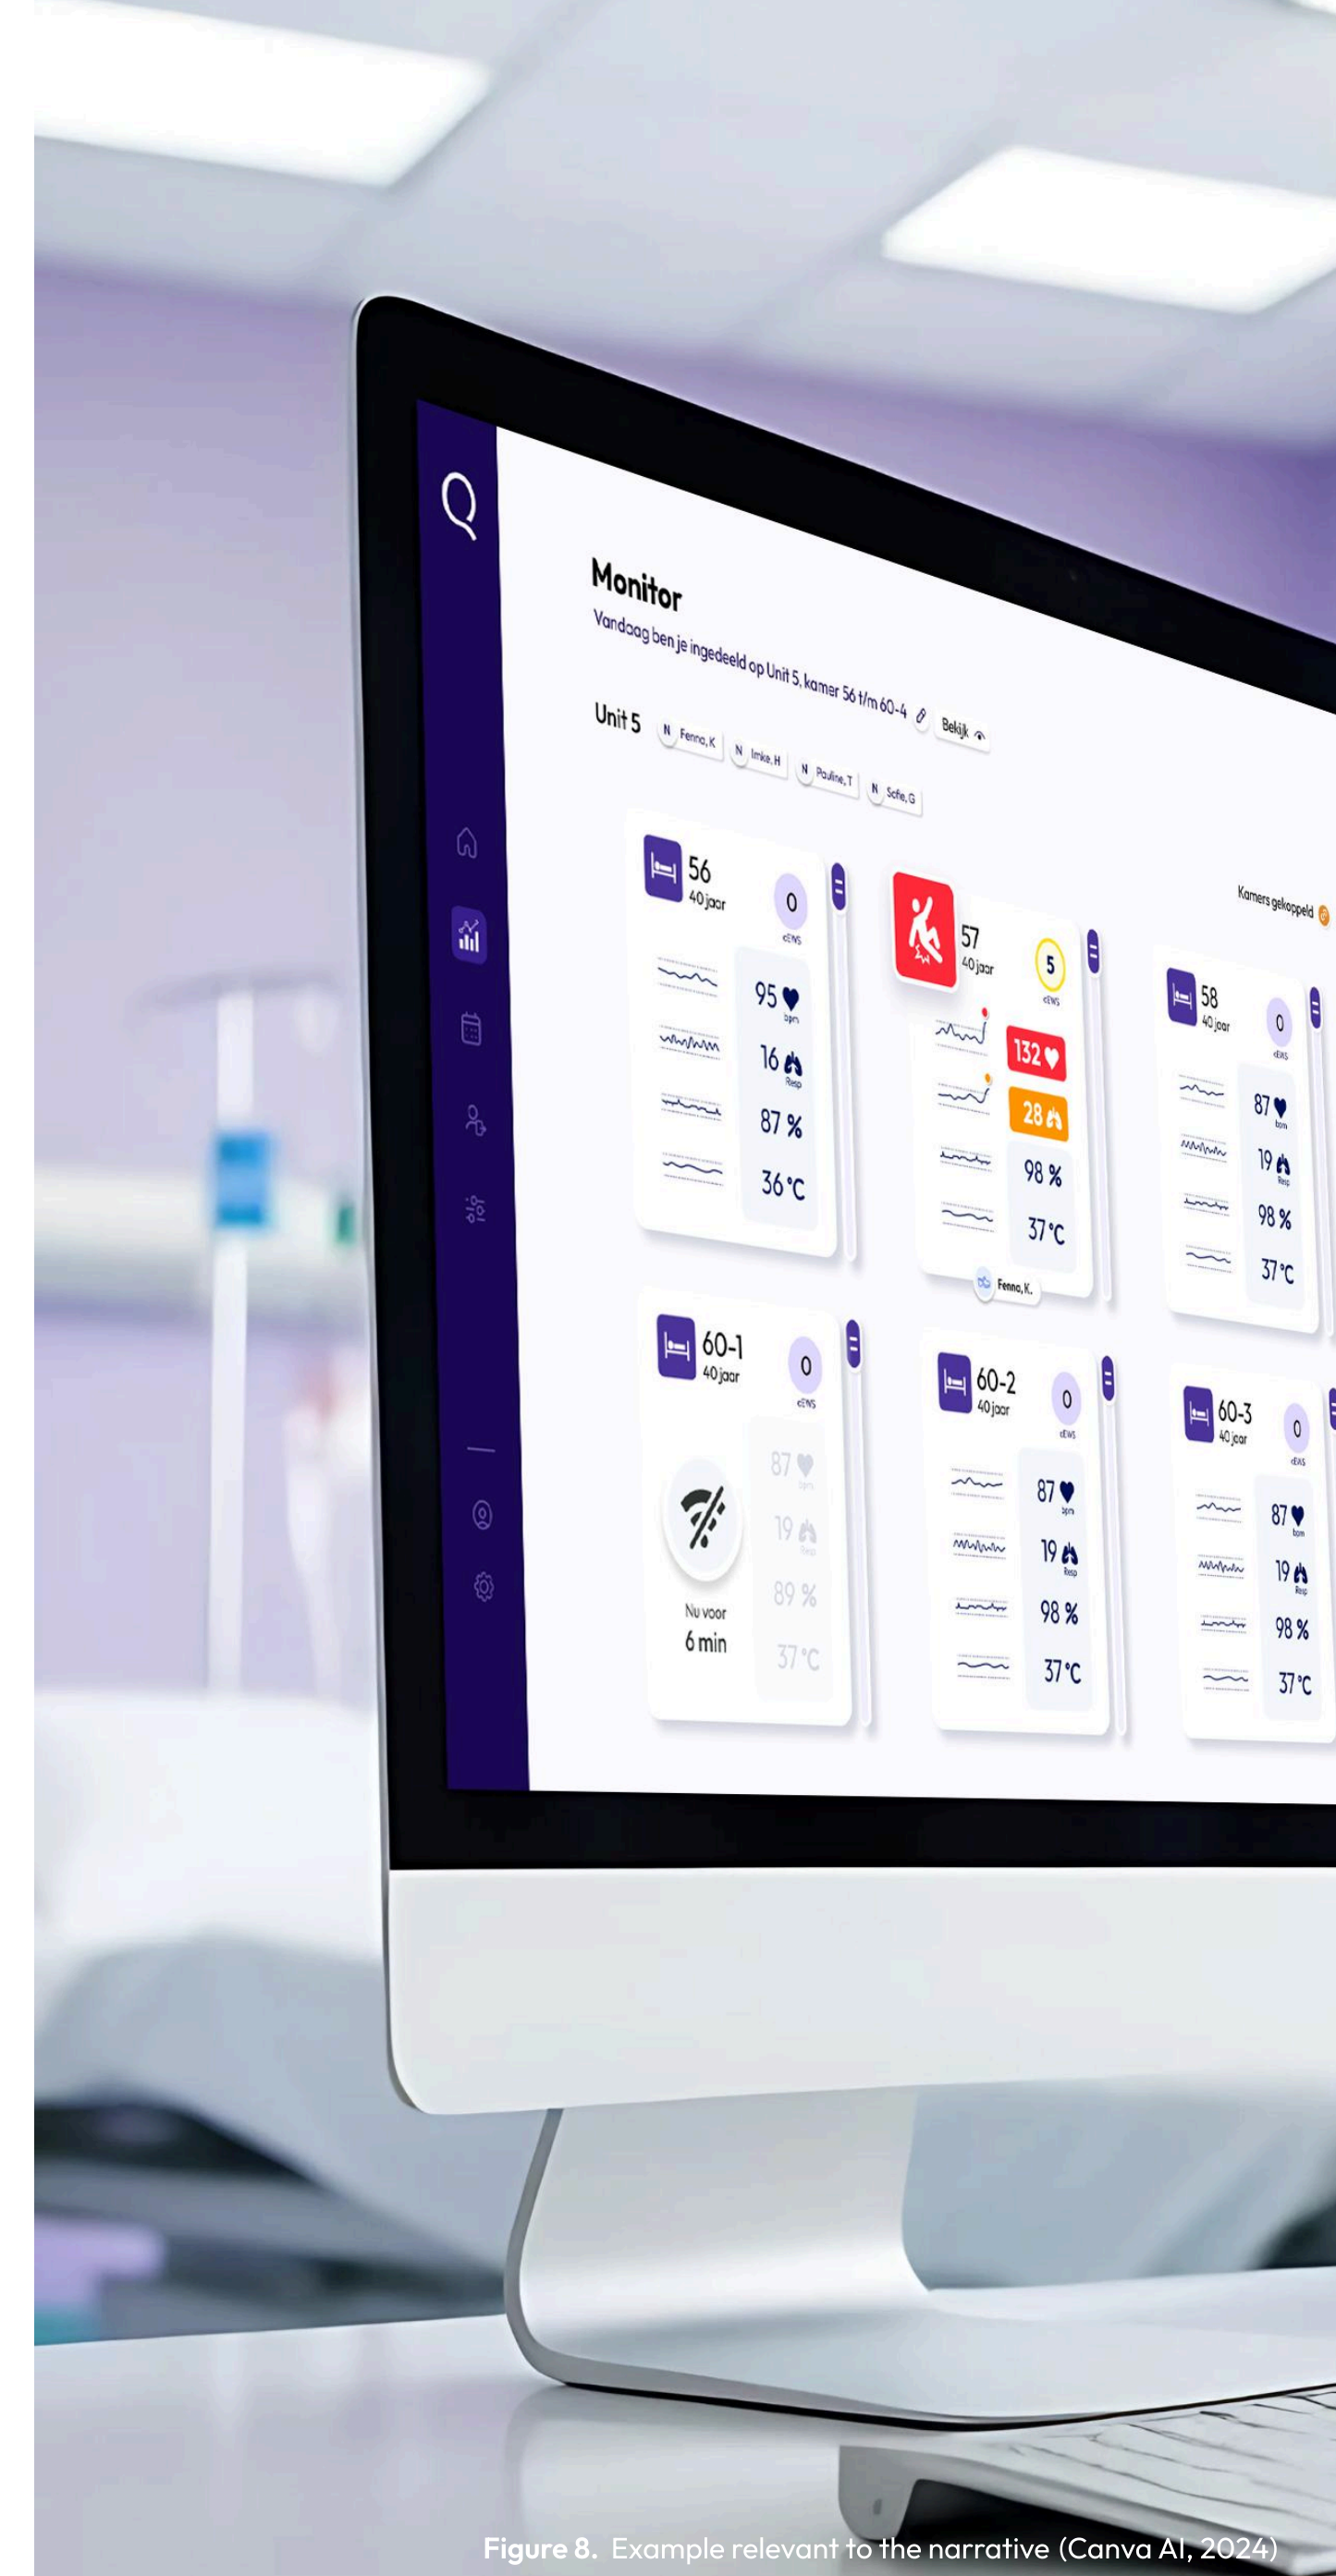 Monitor
Vandaag ben je ingedeeld op Unit 5, kamer 56 t/m 60-4 Bekijk
Unit 5 N Fenna, K N Imke, H N Pauline, T N Sofie, G
Kamers gekoppeld
56
40 jaar
0
cEWS
95
bpm
16
Resp
87 %
36 °C
57
40 jaar
5
cEWS
132
28
98 %
37 °C
Fenna, K.
58
40 jaar
0
cEWS
87
bpm
19
Resp
98 %
37 °C
60-1
40 jaar
0
cEWS
87
bpm
19
Resp
89 %
37 °C
Nu voor
6 min
60-2
40 jaar
0
cEWS
87
bpm
19
Resp
98 %
37 °C
60-3
40 jaar
0
cEWS
87
bpm
19
Resp
98 %
37 °C
Figure 8. Example relevant to the narrative (Canva AI, 2024)